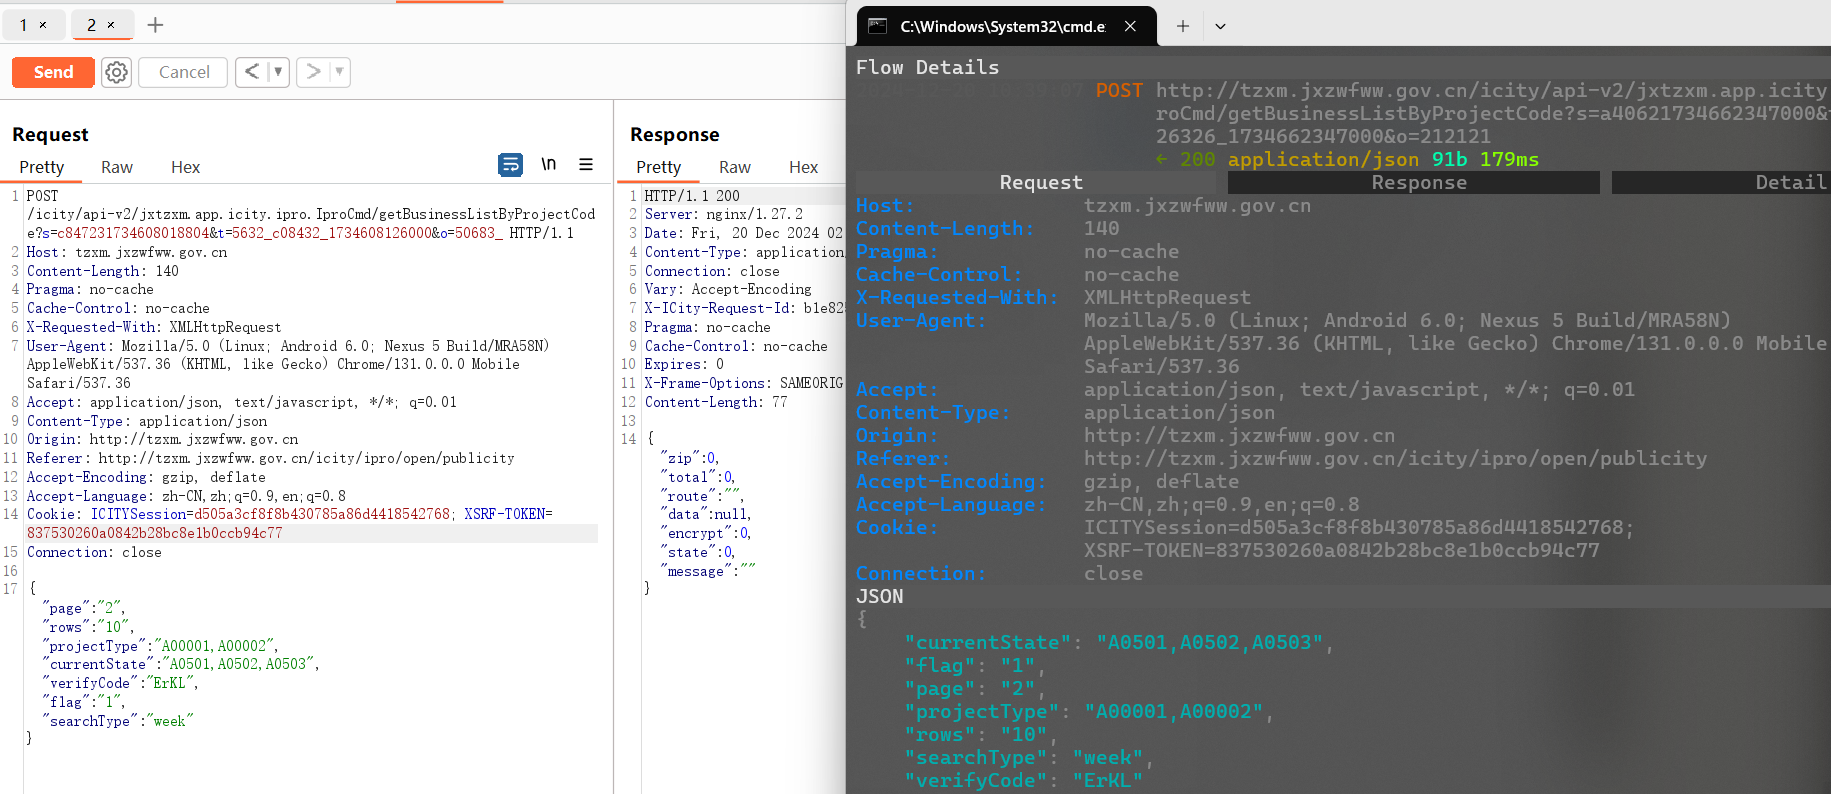 1 ×
2 ×
+
Send
Cancel
<
>
Request
Pretty
Raw
Hex
\n
1 POST
/icity/api-v2/jxtzxm.app.icity.ipro.IproCmd/getBusinessListByProjectCod
e?s=c847231734608018804&t=5632_c08432_1734608126000&o=50683_ HTTP/1.1
2 Host: tzxm.jxzwfww.gov.cn
3 Content-Length: 140
4 Pragma: no-cache
5 Cache-Control: no-cache
6 X-Requested-With: XMLHttpRequest
7 User-Agent: Mozilla/5.0 (Linux; Android 6.0; Nexus 5 Build/MRA58N)
AppleWebKit/537.36 (KHTML, like Gecko) Chrome/131.0.0.0 Mobile
Safari/537.36
8 Accept: application/json, text/javascript, */*; q=0.01
9 Content-Type: application/json
10 Origin: http://tzxm.jxzwfww.gov.cn
11 Referer: http://tzxm.jxzwfww.gov.cn/icity/ipro/open/publicity
12 Accept-Encoding: gzip, deflate
13 Accept-Language: zh-CN,zh;q=0.9,en;q=0.8
14 Cookie: ICITYSession=d505a3cf8f8b430785a86d4418542768; XSRF-TOKEN=
837530260a0842b28bc8e1b0ccb94c77
15 Connection: close
16
17 {
"page":"2",
"rows":"10",
"projectType":"A00001,A00002",
"currentState":"A0501,A0502,A0503",
"verifyCode":"ErKL",
"flag":"1",
"searchType":"week"
}
Response
Pretty
Raw
Hex
1 HTTP/1.1 200
2 Server: nginx/1.27.2
3 Date: Fri, 20 Dec 2024 02
4 Content-Type: application
5 Connection: close
6 Vary: Accept-Encoding
7 X-ICity-Request-Id: b1e825
8 Pragma: no-cache
9 Cache-Control: no-cache
10 Expires: 0
11 X-Frame-Options: SAMEORIG
12 Content-Length: 77
13
14 {
"zip":0,
"total":0,
"route":"",
"data":null,
"encrypt":0,
"state":0,
"message":""
}
C:\Windows\System32\cmd.e
Flow Details
POST http://tzxm.jxzwfww.gov.cn/icity/api-v2/jxtzxm.app.icity
roCmd/getBusinessListByProjectCode?s=a40621734662347000&
26326_1734662347000&o=212121
← 200 application/json 91b 179ms
Request
Response
Detail
Host: tzxm.jxzwfww.gov.cn
Content-Length: 140
Pragma: no-cache
Cache-Control: no-cache
X-Requested-With: XMLHttpRequest
User-Agent: Mozilla/5.0 (Linux; Android 6.0; Nexus 5 Build/MRA58N)
AppleWebKit/537.36 (KHTML, like Gecko) Chrome/131.0.0.0 Mobile
Safari/537.36
Accept: application/json, text/javascript, */*; q=0.01
Content-Type: application/json
Origin: http://tzxm.jxzwfww.gov.cn
Referer: http://tzxm.jxzwfww.gov.cn/icity/ipro/open/publicity
Accept-Encoding: gzip, deflate
Accept-Language: zh-CN,zh;q=0.9,en;q=0.8
Cookie: ICITYSession=d505a3cf8f8b430785a86d4418542768;
XSRF-TOKEN=837530260a0842b28bc8e1b0ccb94c77
Connection: close
JSON
{
"currentState": "A0501,A0502,A0503",
"flag": "1",
"page": "2",
"projectType": "A00001,A00002",
"rows": "10",
"searchType": "week",
"verifyCode": "ErKL"